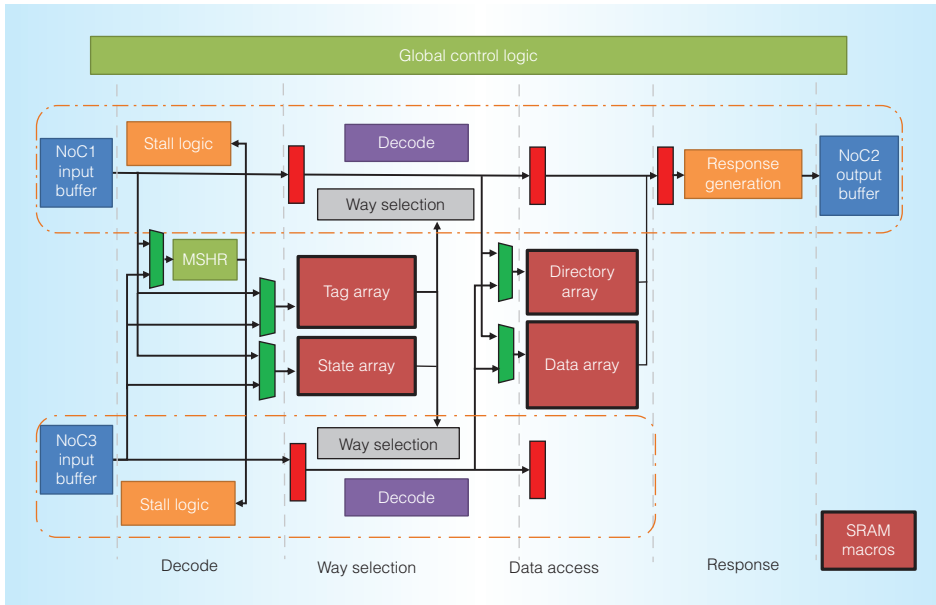 Global control logic
NoC1
input
buffer
Stall logic
Decode
Response
generation
NoC2
output
buffer
Way selection
MSHR
Tag array
Directory
array
State array
Data array
NoC3
input
buffer
Way selection
Stall logic
Decode
SRAM
macros
Decode
Way selection
Data access
Response